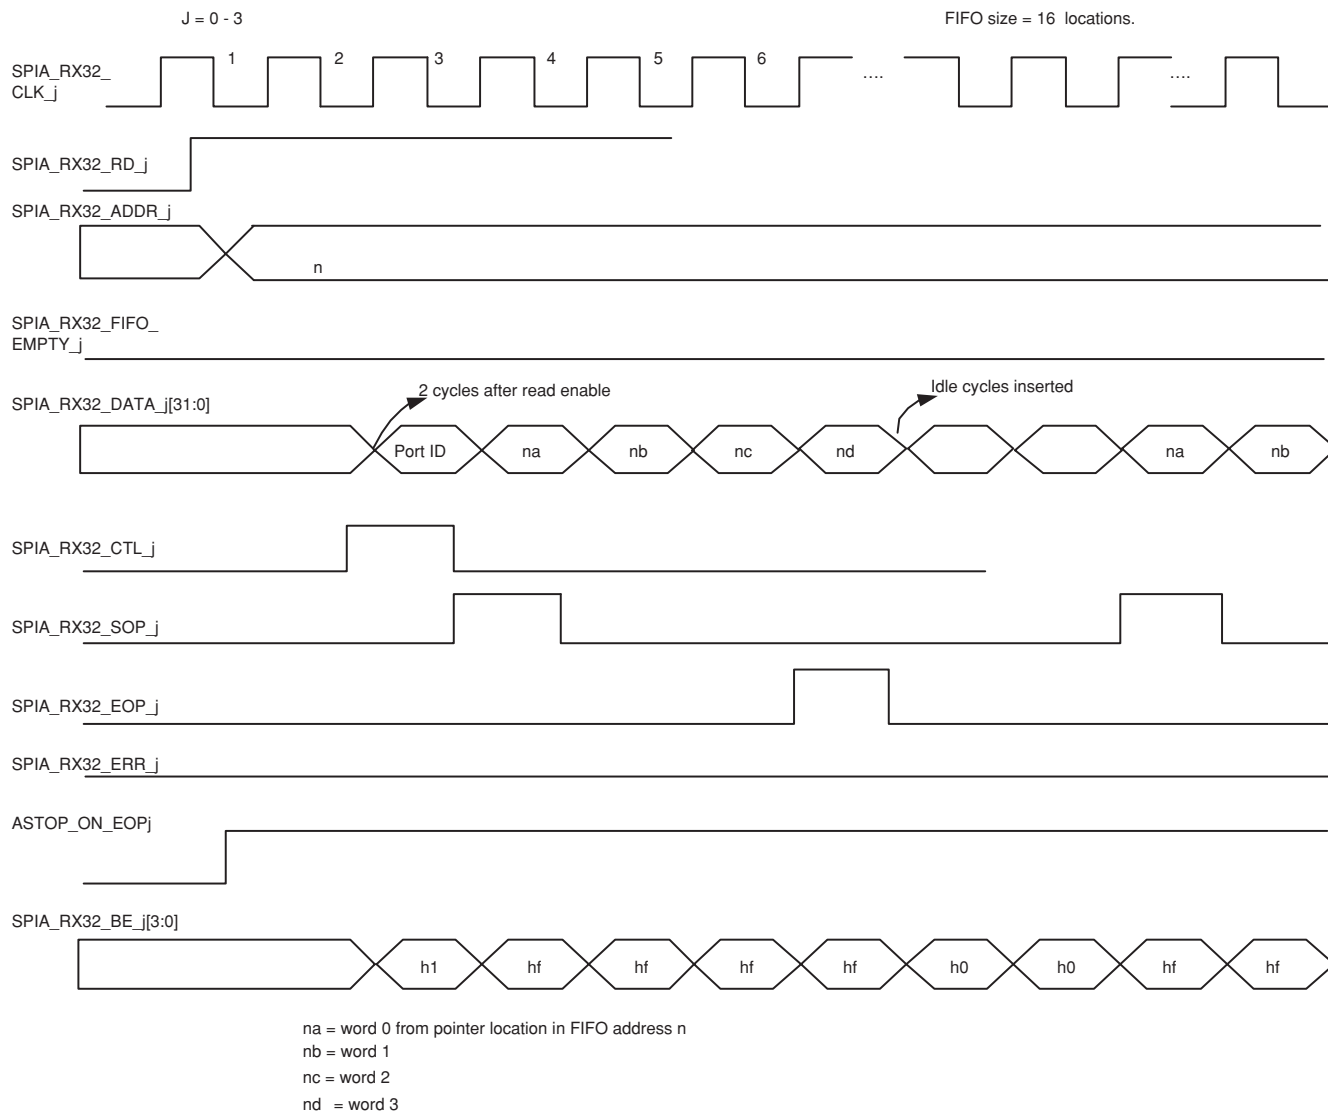 J = 0 - 3
FIFO size = 16 locations.
1 2 3 4 5 6
SPIA_RX32_
CLK_j
....
....
SPIA_RX32_RD_j
SPIA_RX32_ADDR_j
n
SPIA_RX32_FIFO_
EMPTY_j
2 cycles after read enable
Idle cycles inserted
SPIA_RX32_DATA_j[31:0]
Port ID na nb nc nd na nb
SPIA_RX32_CTL_j
SPIA_RX32_SOP_j
SPIA_RX32_EOP_j
SPIA_RX32_ERR_j
ASTOP_ON_EOPj
SPIA_RX32_BE_j[3:0]
h1 hf hf hf hf h0 h0 hf hf
na = word 0 from pointer location in FIFO address n
nb = word 1
nc = word 2
nd = word 3